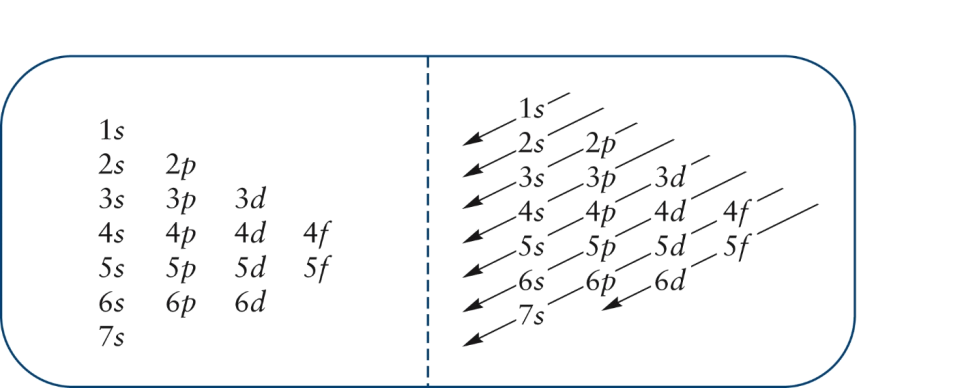 1s
2s 2p
3s 3p 3d
4s 4p 4d 4f
5s 5p 5d 5f
6s 6p 6d
7s
1s
2s 2p
3s 3p 3d
4s 4p 4d 4f
5s 5p 5d 5f
6s 6p 6d
7s